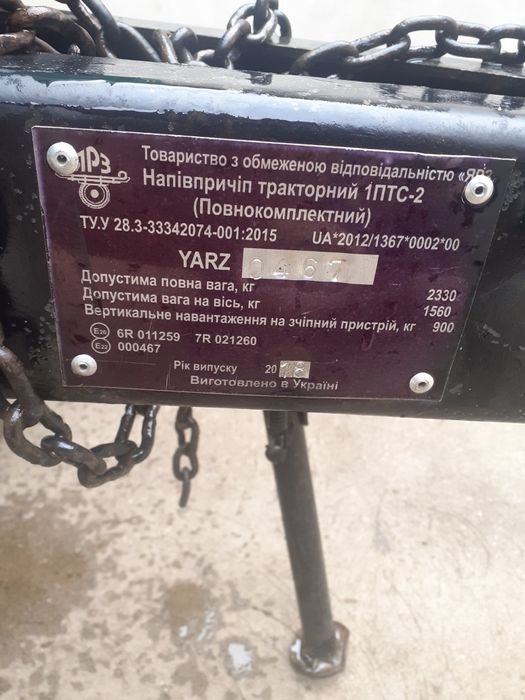 ЯРЗ
Товариство з обмеженою відповідальністю «ЯРЗ
Напівпричіп тракторний 1ПТС-2
(Повнокомплектний)
ТУ.У 28.3-33342074-001:2015 UA*2012/1367*0002*00
YARZ 0467
Допустима повна вага, кг 2330
Допустима вага на вісь, кг 1560
Вертикальне навантаження на зчіпний пристрій, кг 900
E20 6R 011259 7R 021260
E22 000467
Рік випуску 2018
Виготовлено в Україні